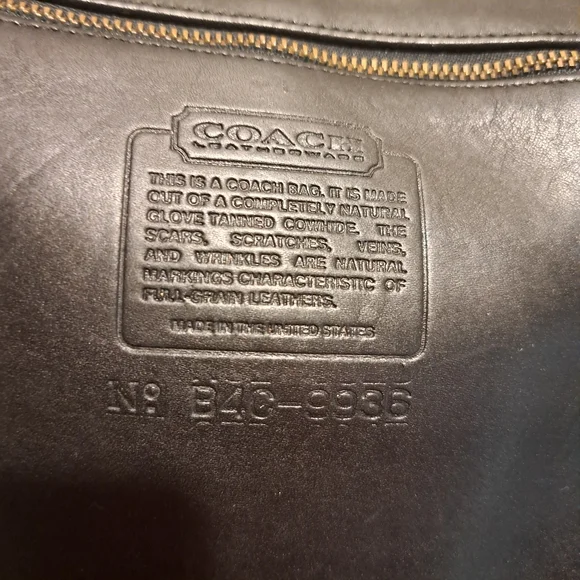 COACH
LEATHERWARE
THIS IS A COACH BAG. IT IS MADE
OUT OF A COMPLETELY NATURAL
GLOVE TANNED COWHIDE. THE
SCARS, SCRATCHES, VEINS,
AND WRINKLES ARE NATURAL
MARKINGS CHARACTERISTIC OF
FULL-GRAIN LEATHERS.
MADE IN THE UNITED STATES
No: B4C-9936